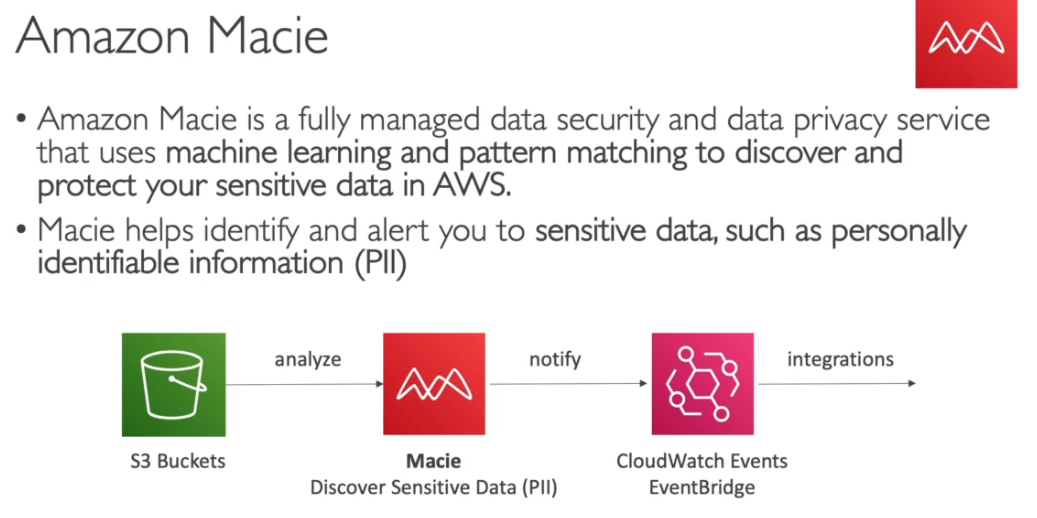 Amazon Macie
• Amazon Macie is a fully managed data security and data privacy service
that uses machine learning and pattern matching to discover and
protect your sensitive data in AWS.
• Macie helps identify and alert you to sensitive data, such as personally
identifiable information (PII)
analyze
notify
integrations
S3 Buckets
Macie
Discover Sensitive Data (PII)
CloudWatch Events
EventBridge